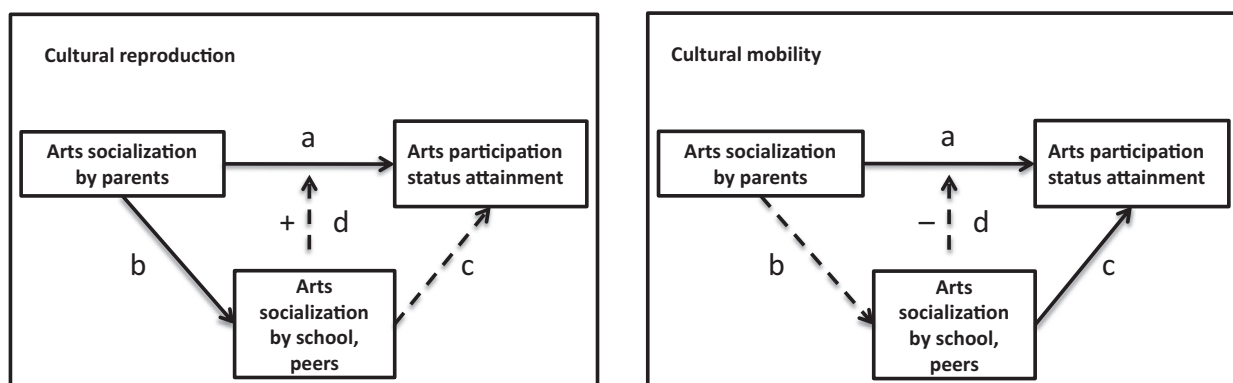 Cultural reproduction
Arts socialization
by parents
a
Arts participation
status attainment
+
d
b
c
Arts
socialization
by school,
peers
Cultural mobility
Arts socialization
by parents
a
Arts participation
status attainment
–
d
b
c
Arts
socialization
by school,
peers